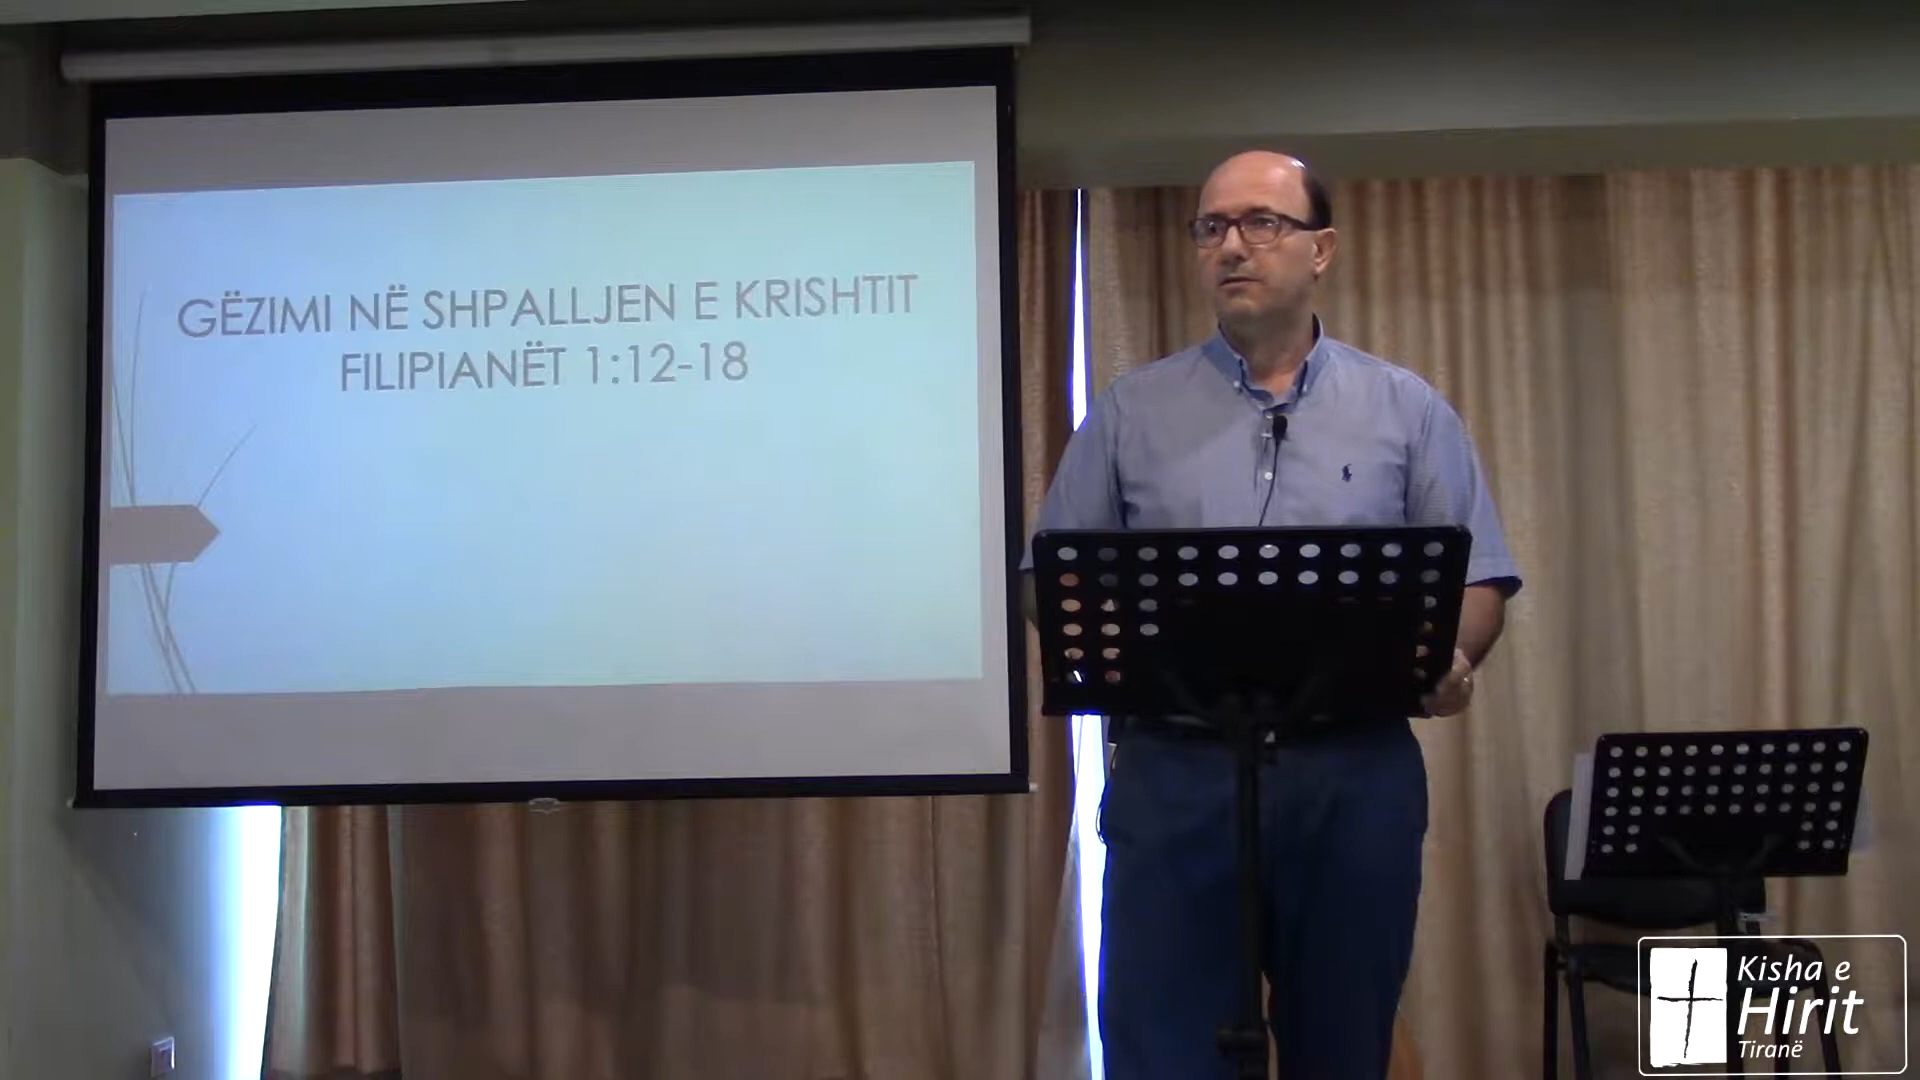 GËZIMI NË SHPALLJEN E KRISHTIT
FILIPIANËT 1:12-18
Kisha e
Hirit
Tiranë